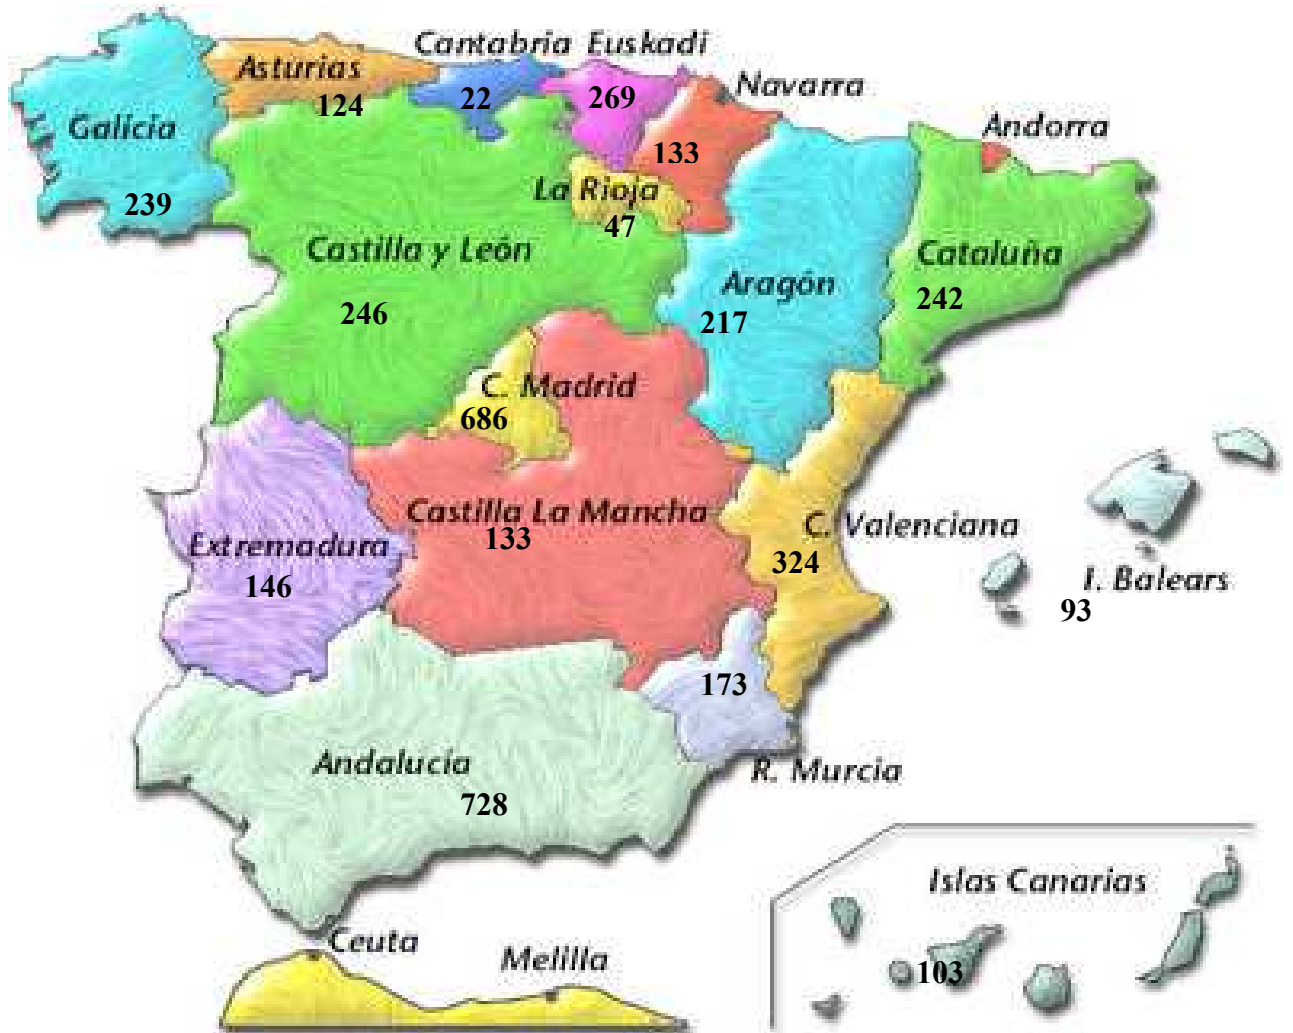 Cantabria Euskadi
Asturias
124
22
269
Navarra
Galicia
239
133
Andorra
La Rioja
47
Castilla y León
246
Aragón
217
Cataluña
242
C. Madrid
686
Castilla La Mancha
133
Extremadura
146
C. Valenciana
324
I. Balears
93
173
R. Murcia
Andalucía
728
Islas Canarias
103
Ceuta
Melilla